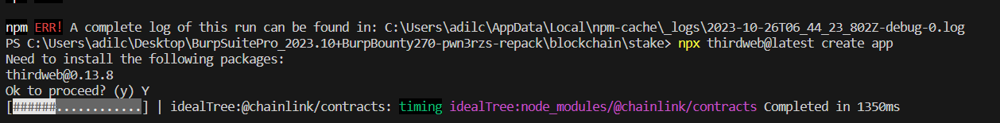 npm ERR! A complete log of this run can be found in: C:\Users\adilc\AppData\Local\npm-cache\_logs\2023-10-26T06_44_23_802Z-debug-0.log
PS C:\Users\adilc\Desktop\BurpSuitePro_2023.10+BurpBounty270-pwn3rzs-repack\blockchain\stake> npx thirdweb@latest create app
Need to install the following packages:
thirdweb@0.13.8
Ok to proceed? (y) Y
[######............] | idealTree:@chainlink/contracts: timing idealTree:node_modules/@chainlink/contracts Completed in 1350ms